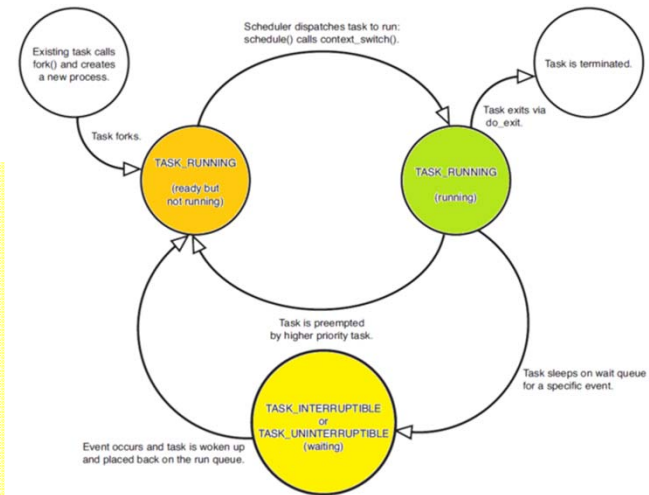 Existing task calls
fork() and creates
a new process.
Scheduler dispatches task to run:
schedule() calls context_switch().
Task is terminated.
Task forks.
Task exits via
do_exit.
TASK_RUNNING
(ready but
not running)
TASK_RUNNING
(running)
Task is preempted
by higher priority task.
Task sleeps on wait queue
for a specific event.
TASK_INTERRUPTIBLE
or
TASK_UNINTERRUPTIBLE
(waiting)
Event occurs and task is woken up
and placed back on the run queue.